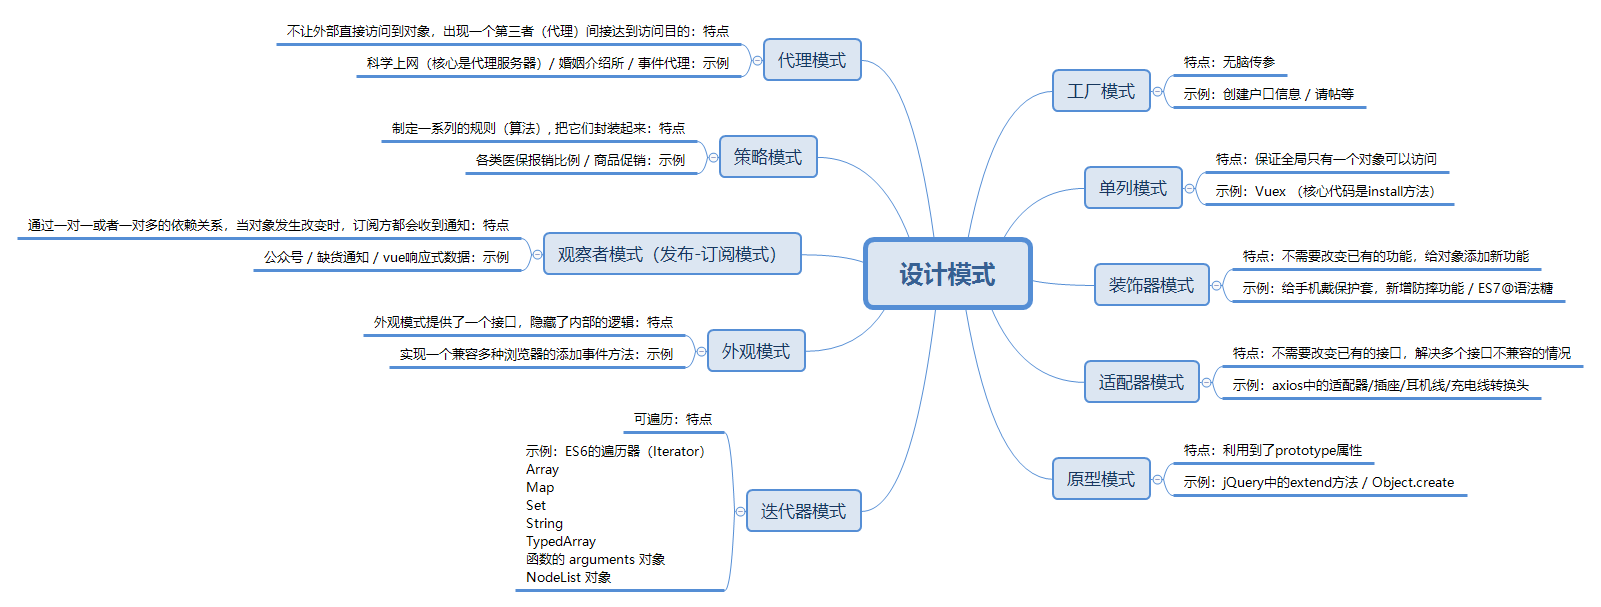 设计模式
工厂模式
特点：无脑传参
示例：创建户口信息 / 请帖等
单列模式
特点：保证全局只有一个对象可以访问
示例：Vuex （核心代码是install方法）
装饰器模式
特点：不需要改变已有的功能，给对象添加新功能
示例：给手机戴保护套，新增防摔功能 / ES7@语法糖
适配器模式
特点：不需要改变已有的接口，解决多个接口不兼容的情况
示例：axios中的适配器/插座/耳机线/充电线转换头
原型模式
特点：利用到了prototype属性
示例：jQuery中的extend方法 / Object.create
代理模式
不让外部直接访问到对象，出现一个第三者（代理）间接达到访问目的：特点
科学上网（核心是代理服务器）/ 婚姻介绍所 / 事件代理：示例
策略模式
制定一系列的规则（算法）, 把它们封装起来：特点
各类医保报销比例 / 商品促销：示例
观察者模式（发布-订阅模式）
通过一对一或者一对多的依赖关系，当对象发生改变时，订阅方都会收到通知：特点
公众号 / 缺货通知 / vue响应式数据：示例
外观模式
外观模式提供了一个接口，隐藏了内部的逻辑：特点
实现一个兼容多种浏览器的添加事件方法：示例
迭代器模式
可遍历：特点
示例：ES6的遍历器（Iterator）
Array
Map
Set
String
TypedArray
函数的 arguments 对象
NodeList 对象